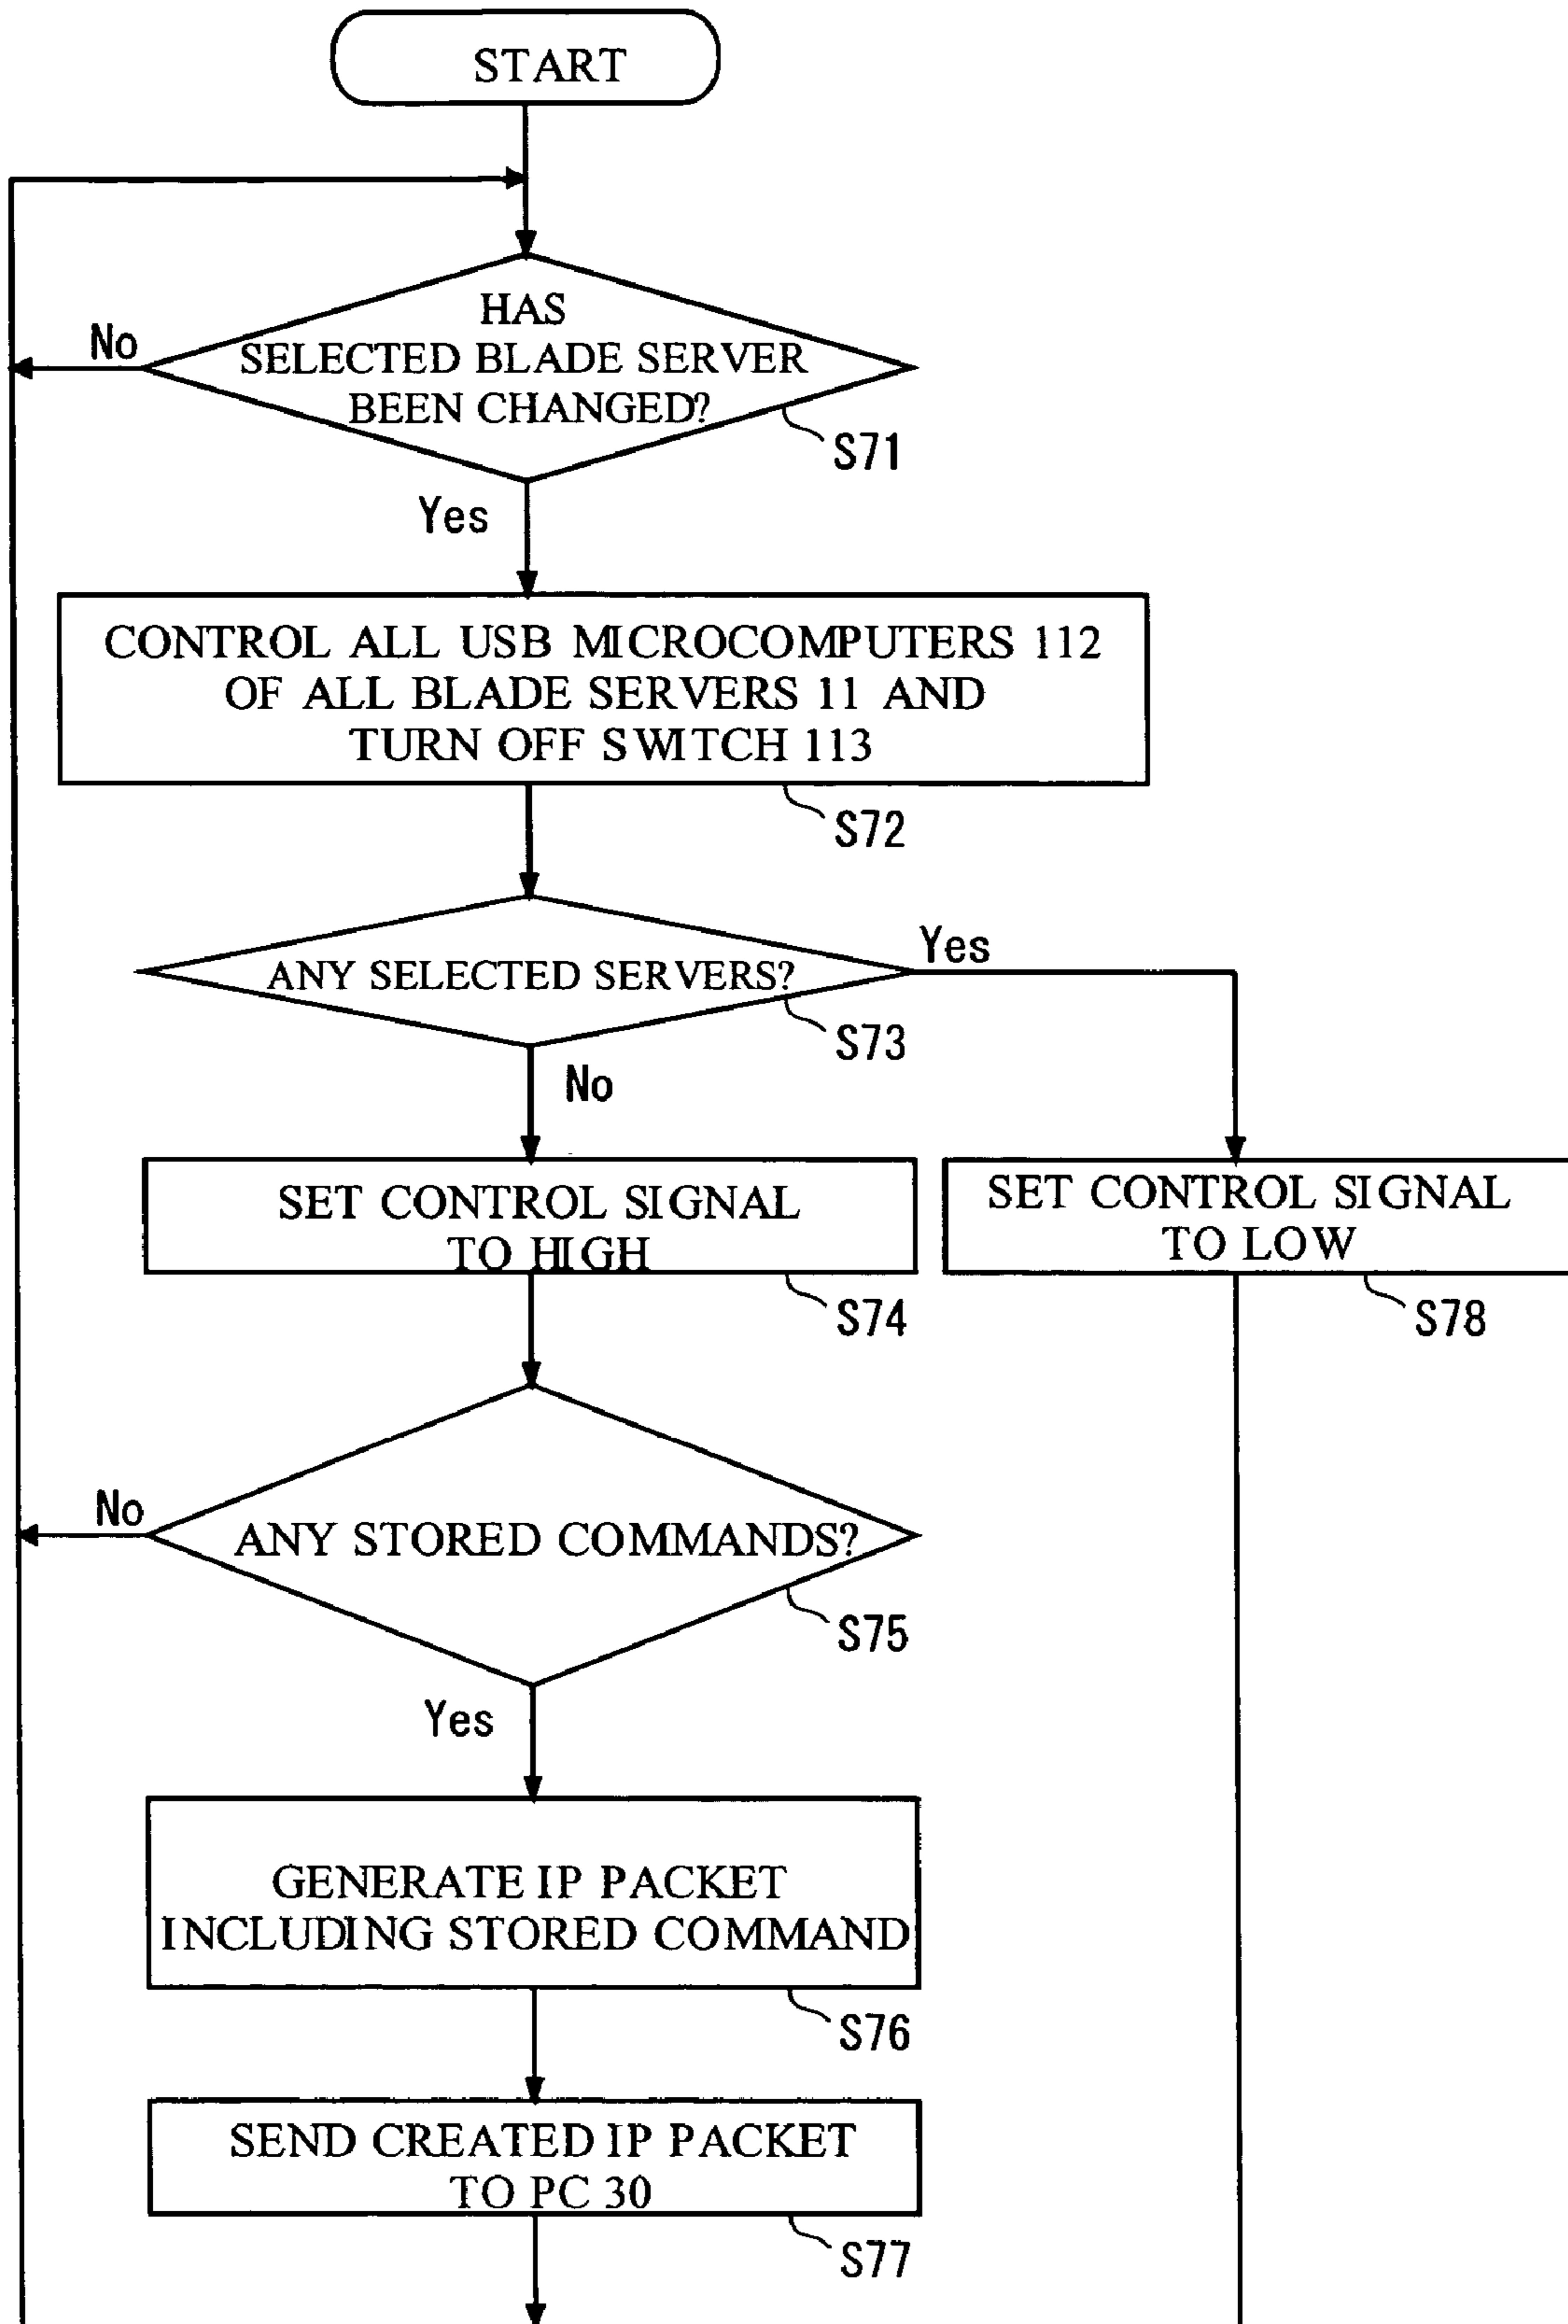 START
HAS
SELECTED BLADE SERVER
BEEN CHANGED?
No
S71
Yes
CONTROL ALL USB MICROCOMPUTERS 112
OF ALL BLADE SERVERS 11 AND
TURN OFF SWITCH 113
S72
ANY SELECTED SERVERS?
Yes
S73
No
SET CONTROL SIGNAL
TO HIGH
S74
SET CONTROL SIGNAL
TO LOW
S78
ANY STORED COMMANDS?
No
S75
Yes
GENERATE IP PACKET
INCLUDING STORED COMMAND
S76
SEND CREATED IP PACKET
TO PC 30
S77